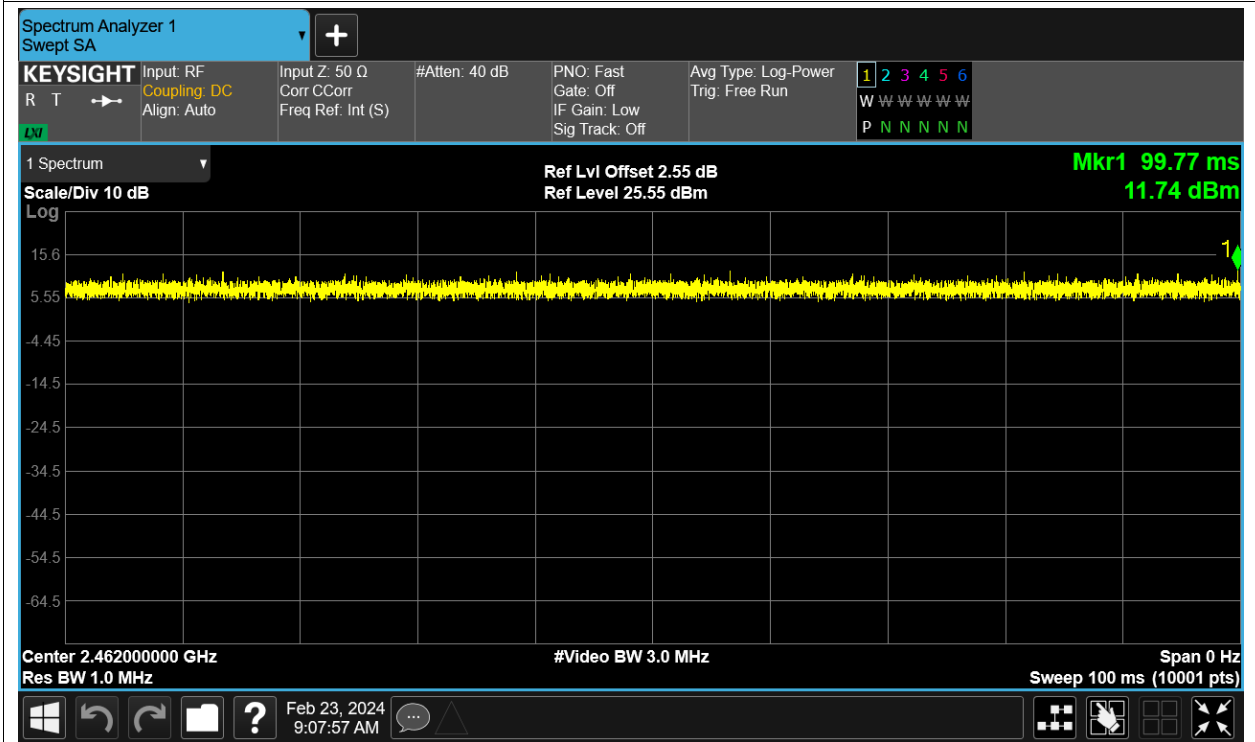 Spectrum Analyzer 1
Swept SA
+
KEYSIGHT
R T
LXI
Input: RF
Coupling: DC
Align: Auto
Input Z: 50 Ω
Corr CCorr
Freq Ref: Int (S)
#Atten: 40 dB
PNO: Fast
Gate: Off
IF Gain: Low
Sig Track: Off
Avg Type: Log-Power
Trig: Free Run
1 2 3 4 5 6
W W W W W W
P N N N N N
1 Spectrum
Scale/Div 10 dB
Log
Ref Lvl Offset 2.55 dB
Ref Level 25.55 dBm
Mkr1 99.77 ms
11.74 dBm
1
15.6
5.55
-4.45
-14.5
-24.5
-34.5
-44.5
-54.5
-64.5
Center 2.462000000 GHz
Res BW 1.0 MHz
#Video BW 3.0 MHz
Span 0 Hz
Sweep 100 ms (10001 pts)
?
Feb 23, 2024
9:07:57 AM